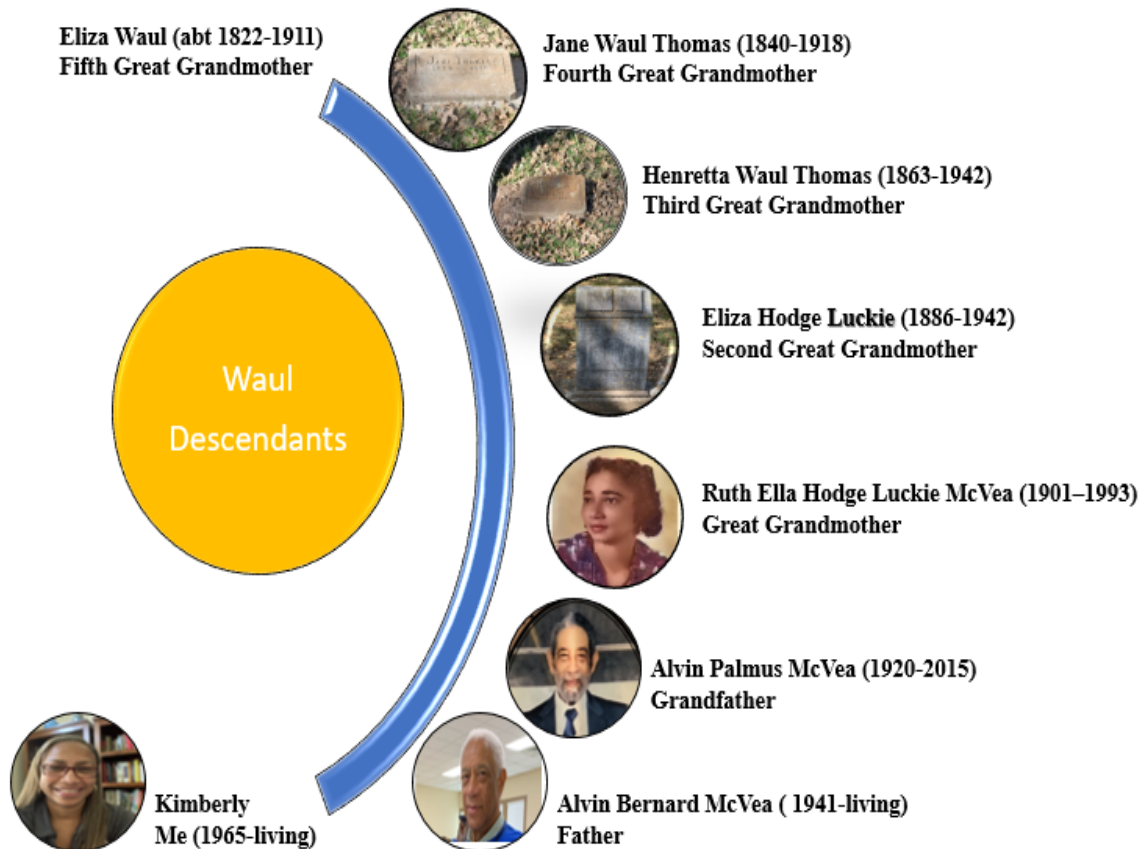 Eliza Waul (abt 1822-1911)
Fifth Great Grandmother
Jane Waul Thomas (1840-1918)
Fourth Great Grandmother
Henretta Waul Thomas (1863-1942)
Third Great Grandmother
Eliza Hodge Luckie (1886-1942)
Second Great Grandmother
Waul
Descendants
Ruth Ella Hodge Luckie McVea (1901–1993)
Great Grandmother
Alvin Palmus McVea (1920-2015)
Grandfather
Alvin Bernard McVea ( 1941-living)
Father
Kimberly
Me (1965-living)